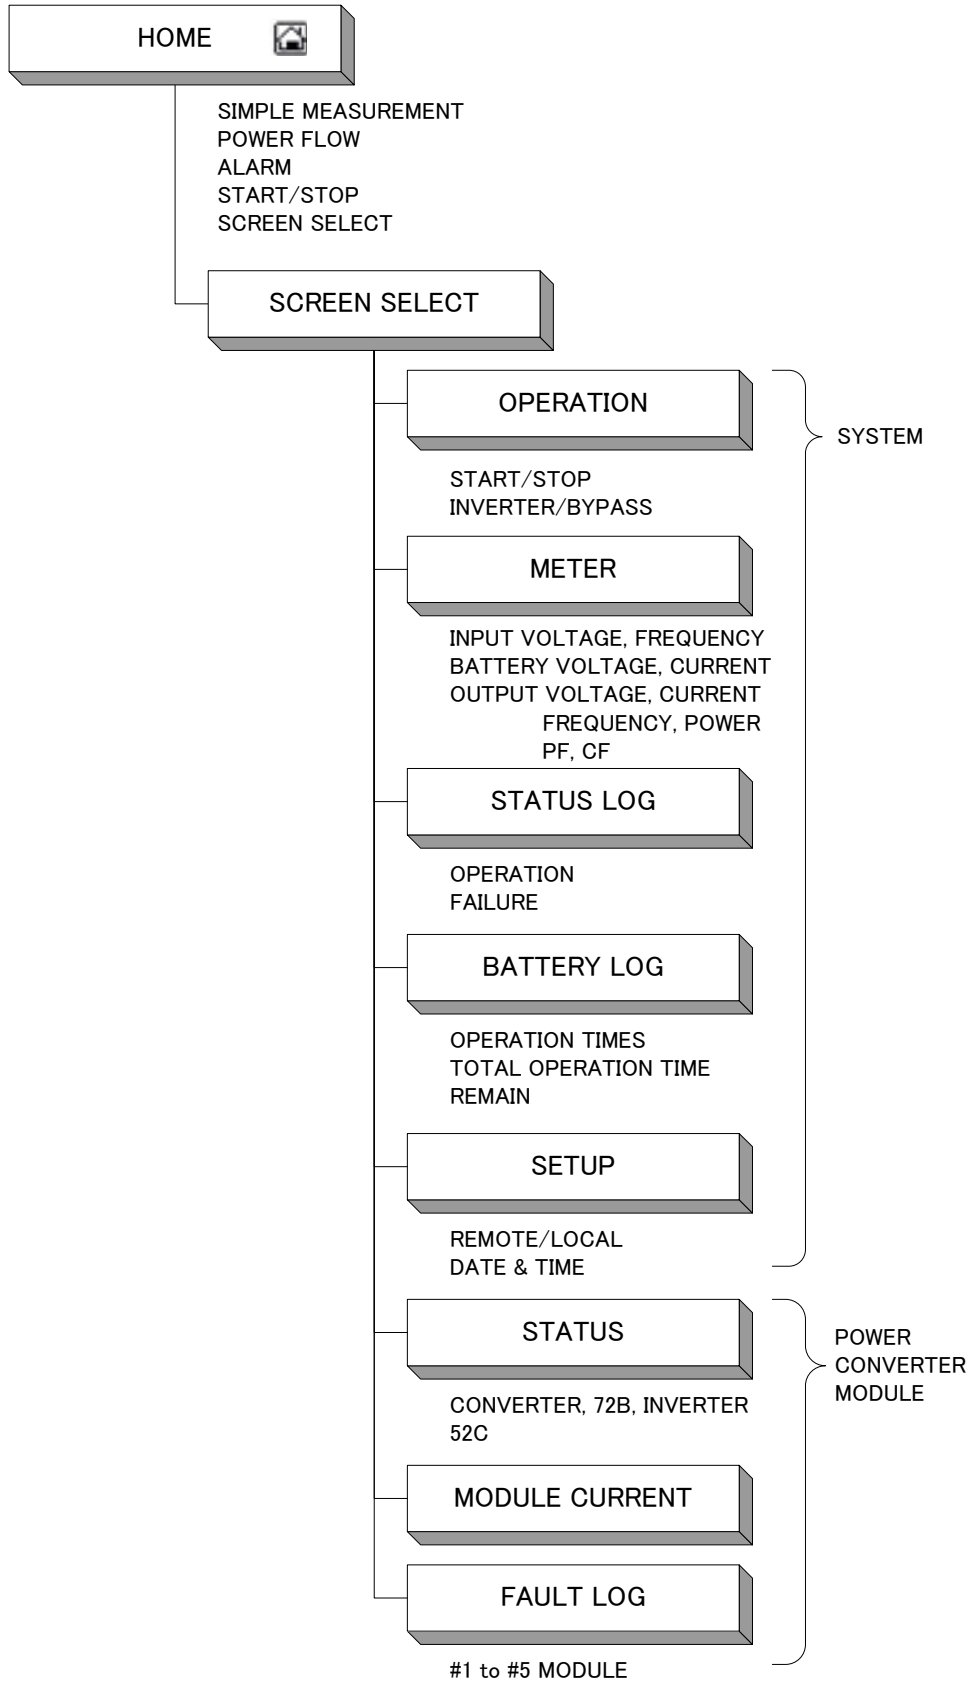 HOME
SIMPLE MEASUREMENT
POWER FLOW
ALARM
START/STOP
SCREEN SELECT
SCREEN SELECT
OPERATION
SYSTEM
START/STOP
INVERTER/BYPASS
METER
INPUT VOLTAGE, FREQUENCY
BATTERY VOLTAGE, CURRENT
OUTPUT VOLTAGE, CURRENT
FREQUENCY, POWER
PF, CF
STATUS LOG
OPERATION
FAILURE
BATTERY LOG
OPERATION TIMES
TOTAL OPERATION TIME
REMAIN
SETUP
REMOTE/LOCAL
DATE & TIME
STATUS
POWER
CONVERTER
MODULE
CONVERTER, 72B, INVERTER
52C
MODULE CURRENT
FAULT LOG
#1 to #5 MODULE